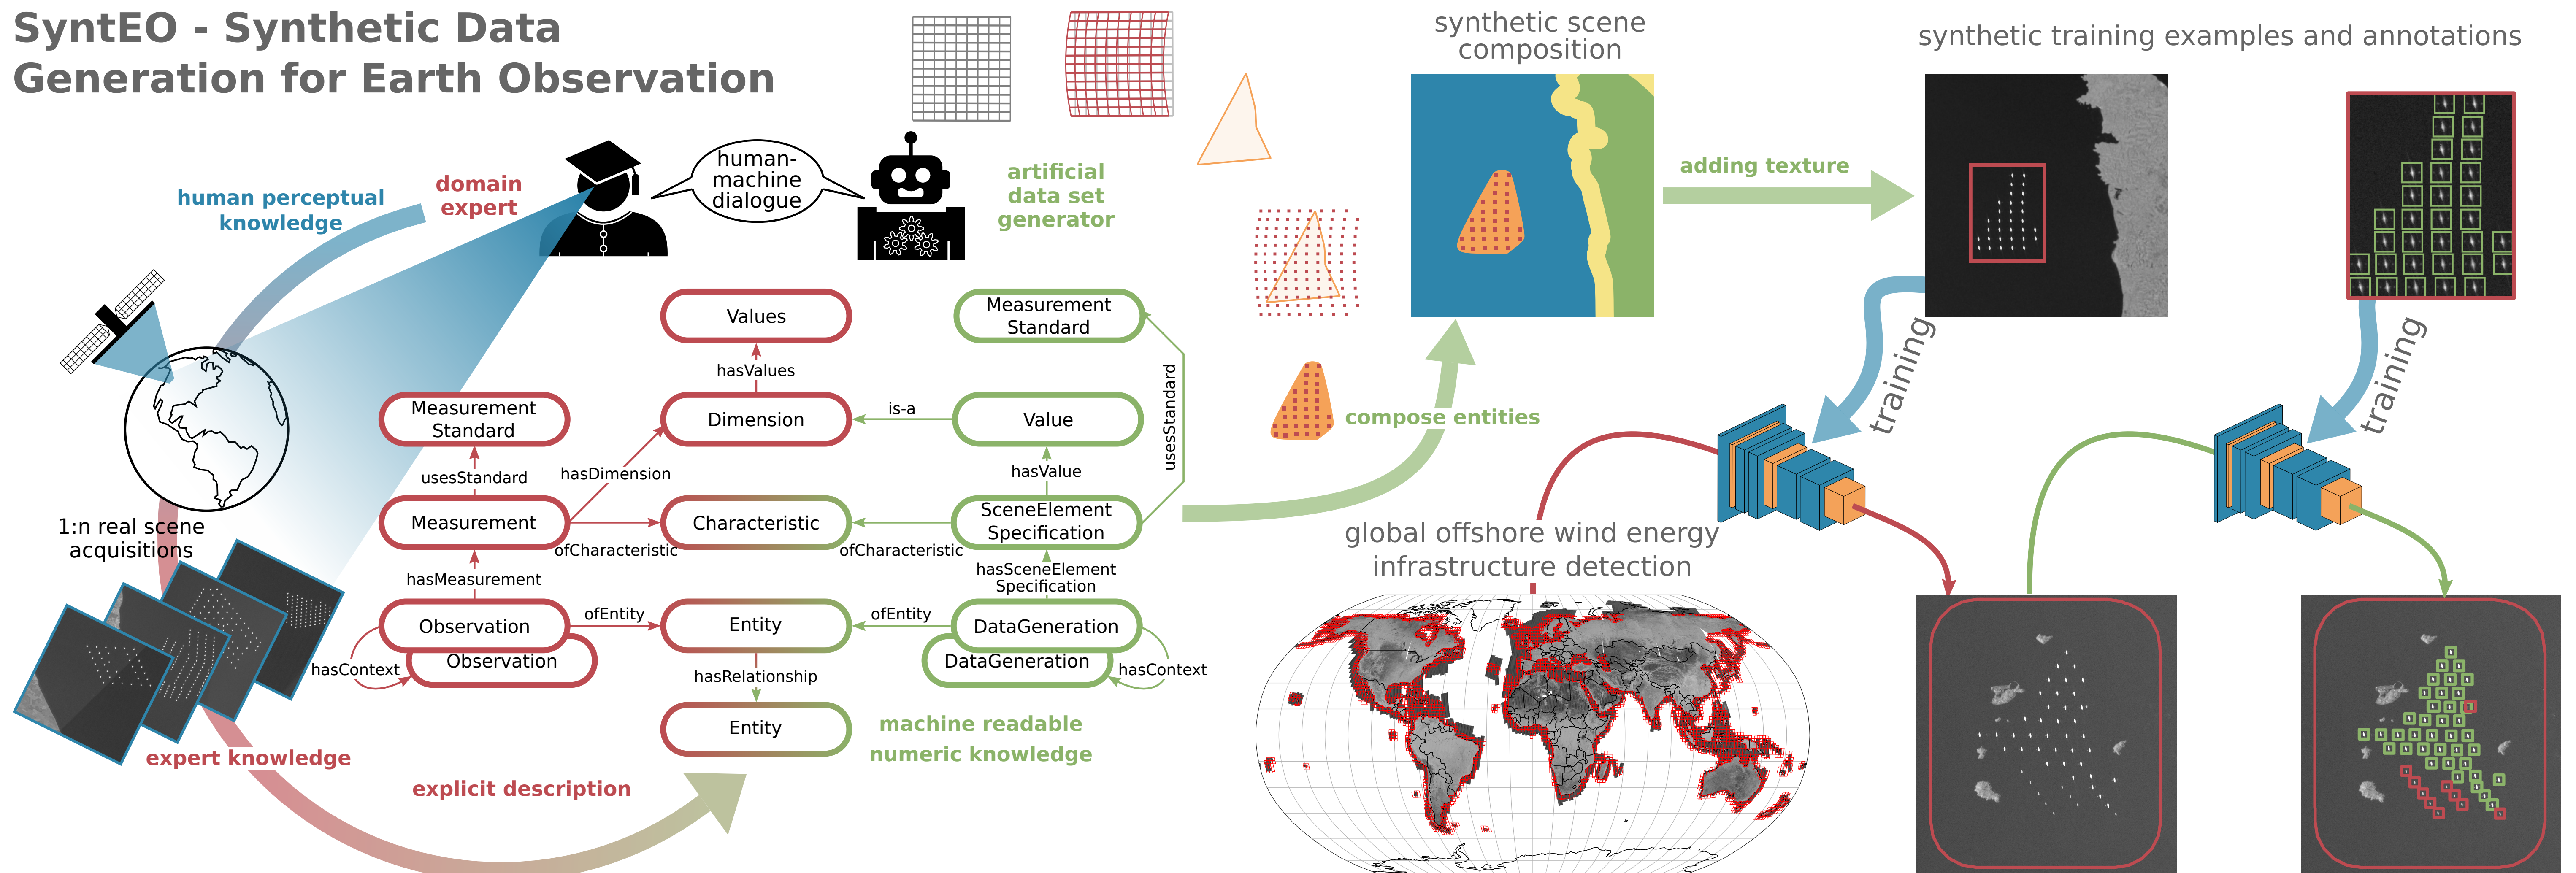 SyntEO - Synthetic Data
Generation for Earth Observation
human perceptual
knowledge
domain
expert
human-
machine
dialogue
artificial
data set
generator
1:n real scene
acquisitions
expert knowledge
explicit description
Values
hasValues
Measurement
Standard
Dimension
is-a
Value
Measurement
Standard
usesStandard
usesStandard
hasDimension
hasValue
Measurement
Characteristic
SceneElement
Specification
ofCharacteristic
ofCharacteristic
hasMeasurement
hasSceneElement
Specification
Observation
ofEntity
Entity
ofEntity
DataGeneration
hasContext
Observation
hasRelationship
DataGeneration
hasContext
Entity
machine readable
numeric knowledge
synthetic scene
composition
compose entities
adding texture
synthetic training examples and annotations
training
training
global offshore wind energy
infrastructure detection